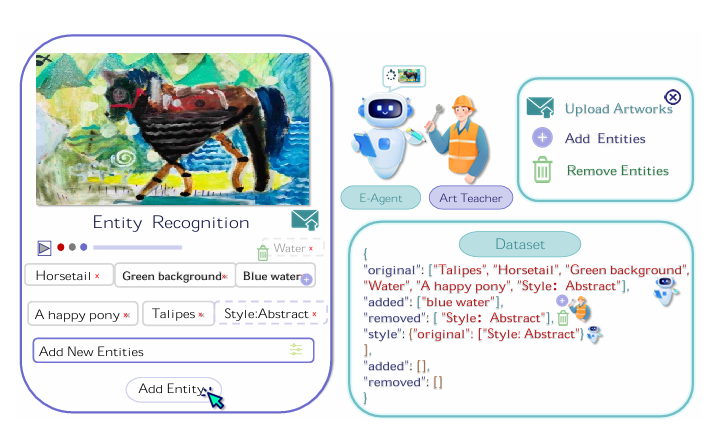 Entity Recognition
Water x
Horsetail x
Green background x
Blue water
A happy pony x
Talipes x
Style:Abstract x
Add New Entities
Add Entity
E-Agent
Art Teacher
Upload Artworks
Add Entities
Remove Entities
Dataset
{
"original": ["Talipes", "Horsetail", "Green background",
"Water", "A happy pony", "Style: Abstract"],
"added": ["blue water"],
"removed": [ "Style: Abstract"],
"style": {"original": ["Style: Abstract"}
],
"added": [],
"removed": []
}